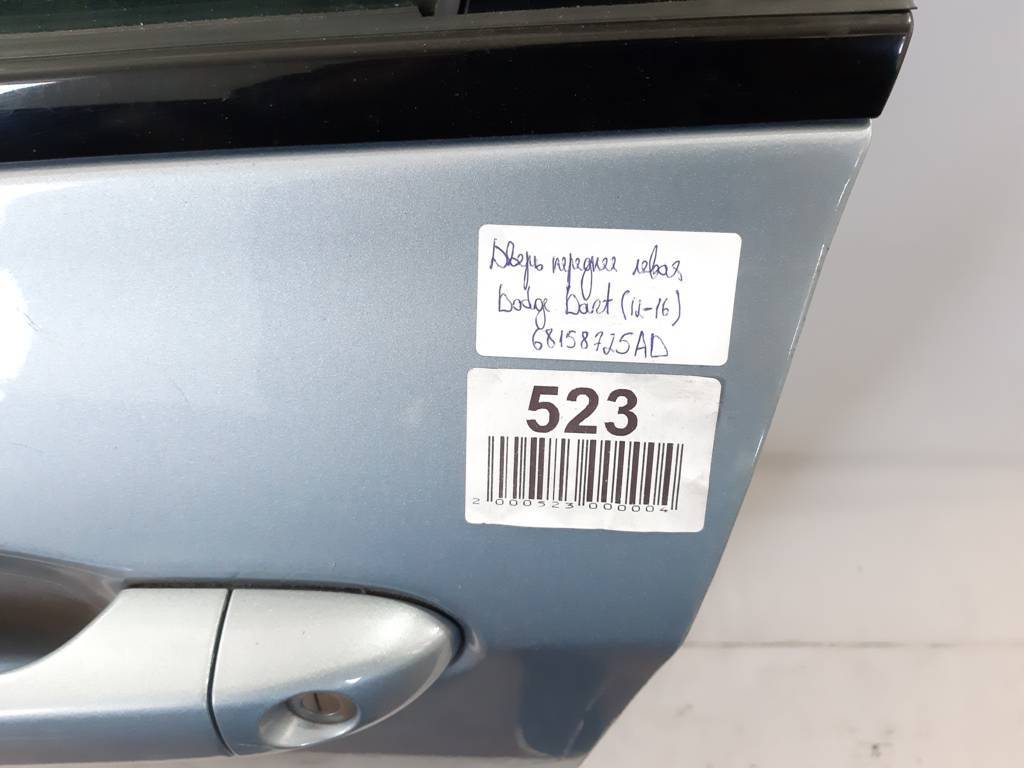 Дверь передняя левая
Dodge Dart (12-16)
68158725AD
523
2 000523 000004